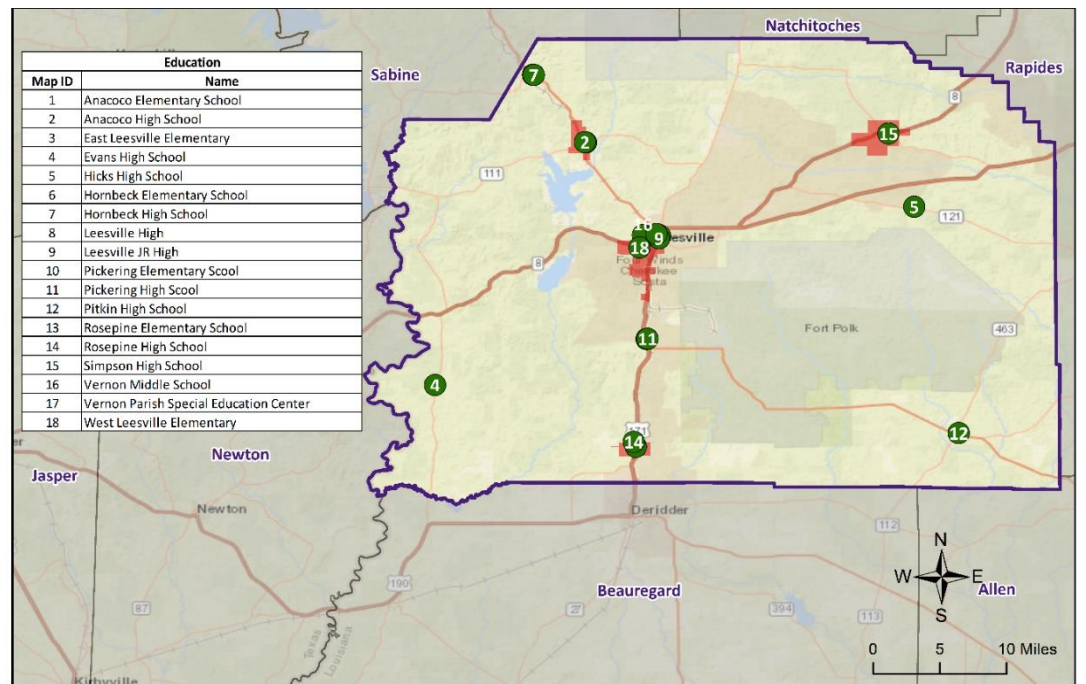 Education
Map ID Name
1 Anacoco Elementary School
2 Anacoco High School
3 East Leesville Elementary
4 Evans High School
5 Hicks High School
6 Hornbeck Elementary School
7 Hornbeck High School
8 Leesville High
9 Leesville JR High
10 Pickering Elementary Scool
11 Pickering High Scool
12 Pitkin High School
13 Rosepine Elementary School
14 Rosepine High School
15 Simpson High School
16 Vernon Middle School
17 Vernon Parish Special Education Center
18 West Leesville Elementary
Natchitoches
Sabine
Rapides
7
8
15
2
111
5
121
16
9 esville
18
8
Cherokee
Fort Polk
463
11
4
12
171
14
Newton
Jasper
Newton
Deridder
112
N
W E
S
190
Beauregard
Allen
87
27
394
113
Texas
Louisiana
Kirbyville
0 5 10 Miles